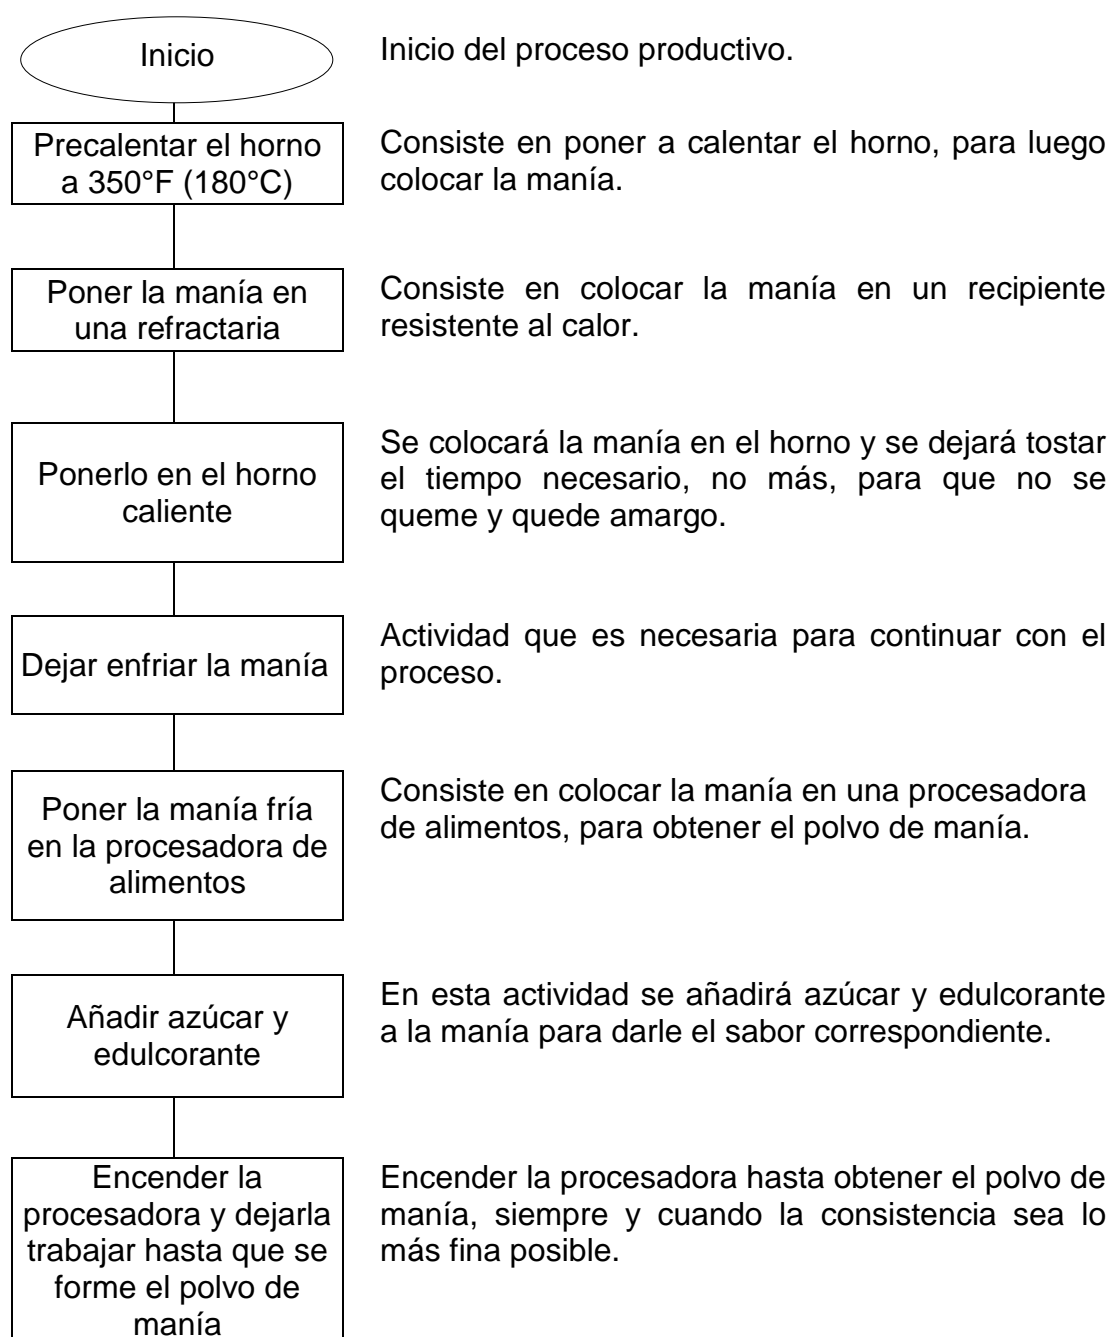 Inicio
Inicio del proceso productivo.
Precalentar el horno
a 350°F (180°C)
Consiste en poner a calentar el horno, para luego
colocar la manía.
Poner la manía en
una refractaria
Consiste en colocar la manía en un recipiente
resistente al calor.
Ponerlo en el horno
caliente
Se colocará la manía en el horno y se dejará tostar
el tiempo necesario, no más, para que no se
queme y quede amargo.
Dejar enfriar la manía
Actividad que es necesaria para continuar con el
proceso.
Poner la manía fría
en la procesadora de
alimentos
Consiste en colocar la manía en una procesadora
de alimentos, para obtener el polvo de manía.
Añadir azúcar y
edulcorante
En esta actividad se añadirá azúcar y edulcorante
a la manía para darle el sabor correspondiente.
Encender la
procesadora y dejarla
trabajar hasta que se
forme el polvo de
manía
Encender la procesadora hasta obtener el polvo de
manía, siempre y cuando la consistencia sea lo
más fina posible.